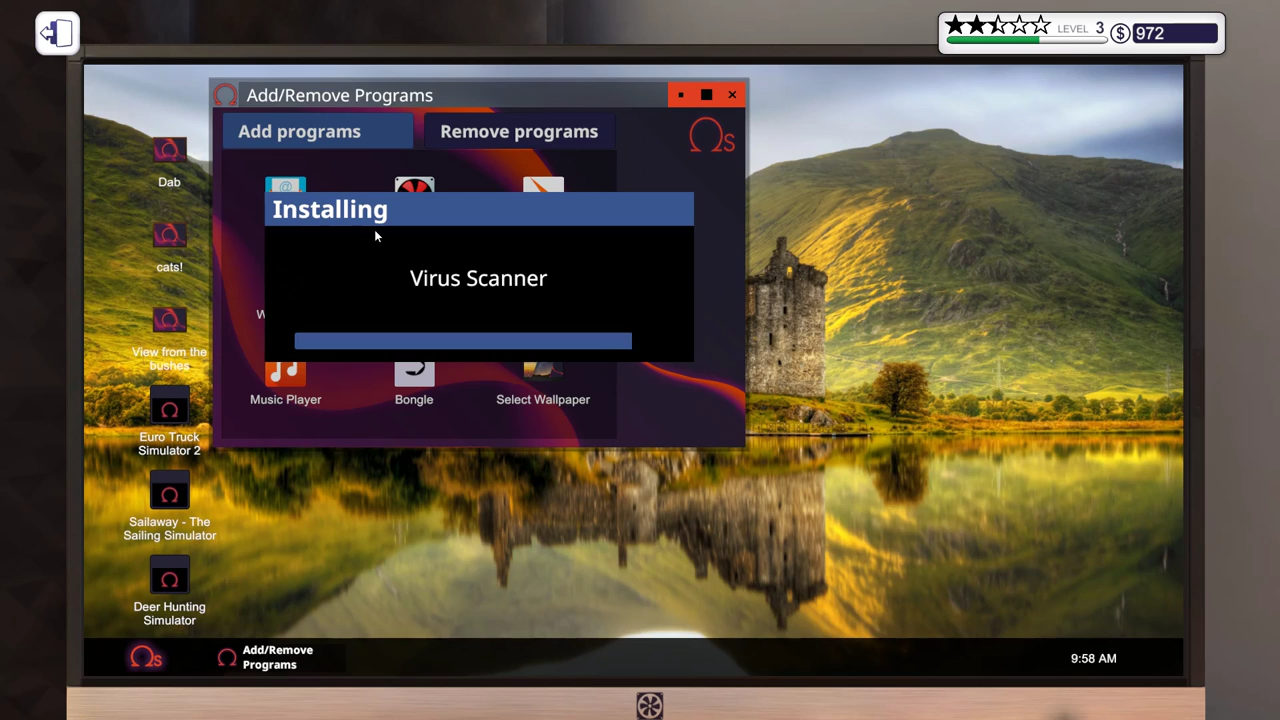 LEVEL 3
972
Add/Remove Programs
Add programs
Remove programs
Ωs
Installing
Virus Scanner
W
Music Player
Bongle
Select Wallpaper
Dab
cats!
View from the
bushes
Euro Truck
Simulator 2
Sailaway - The
Sailing Simulator
Deer Hunting
Simulator
Ωs
Add/Remove
Programs
9:58 AM